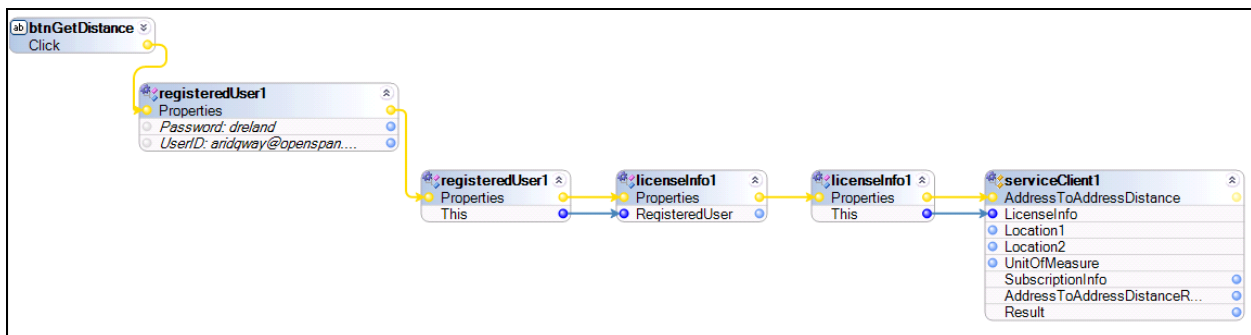 btnGetDistance
Click
registeredUser1
Properties
Password: dreland
UserID: aridgway@openspan....
registeredUser1
Properties
This
licenseInfo1
Properties
RegisteredUser
licenseInfo1
Properties
This
serviceClient1
AddressToAddressDistance
LicenseInfo
Location1
Location2
UnitOfMeasure
SubscriptionInfo
AddressToAddressDistanceR...
Result